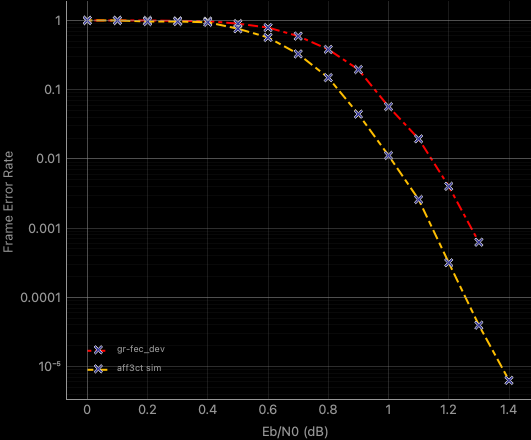 1
0.1
0.01
0.001
0.0001
10⁻⁵
Frame Error Rate
gr-fec_dev
aff3ct sim
0 0.2 0.4 0.6 0.8 1 1.2 1.4
Eb/N0 (dB)